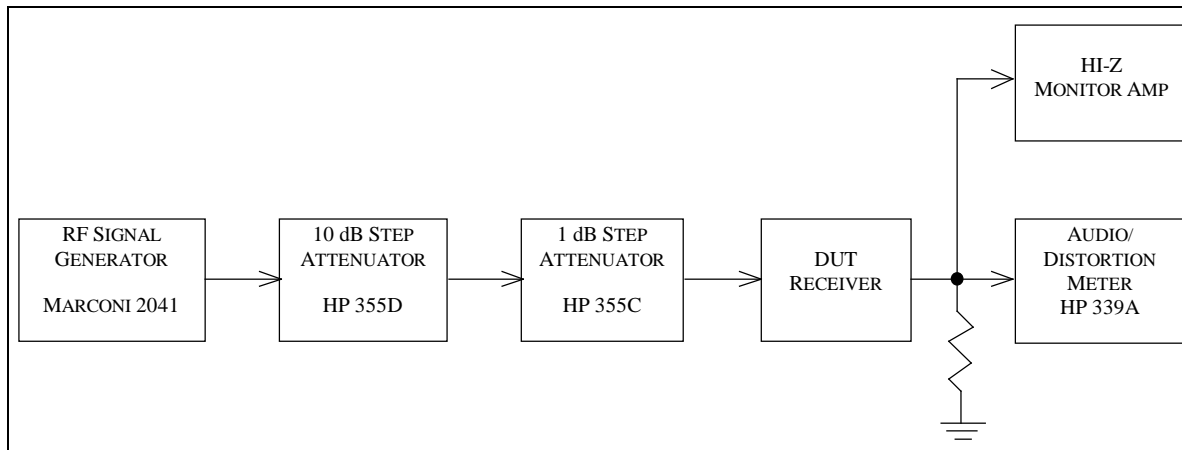 HI-Z
MONITOR AMP
RF SIGNAL
GENERATOR
MARCONI 2041
10 dB STEP
ATTENUATOR
HP 355D
1 dB STEP
ATTENUATOR
HP 355C
DUT
RECEIVER
AUDIO/
DISTORTION
METER
HP 339A